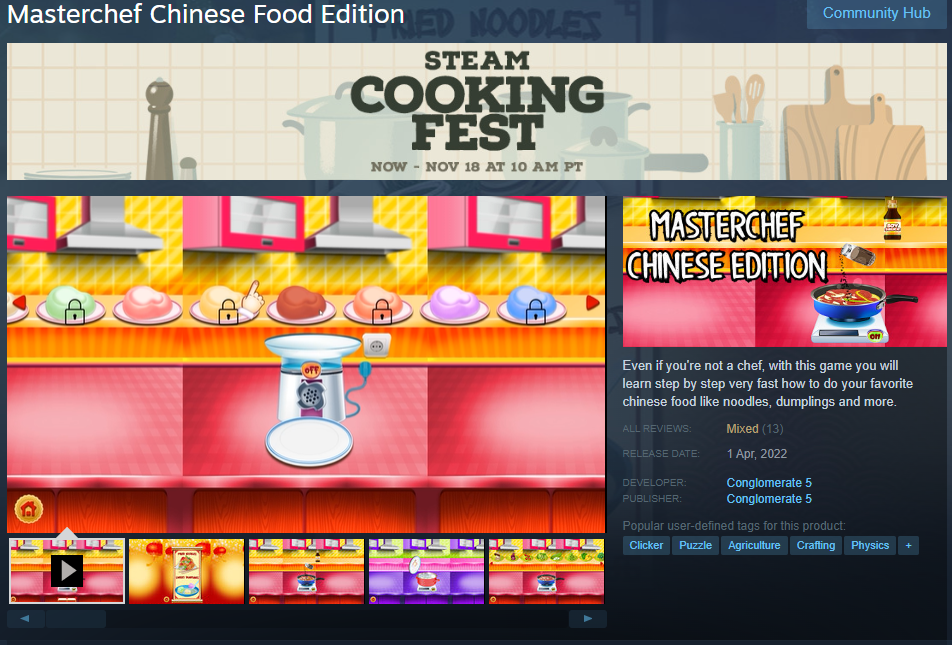 Masterchef Chinese Food Edition
Community Hub
FRIED NOODLES
STEAM
COOKING
FEST
NOW - NOV 18 AT 10 AM PT
MASTERCHEF
CHINESE EDITION
SOY
off
off
Even if you're not a chef, with this game you will
learn step by step very fast how to do your favorite
chinese food like noodles, dumplings and more.
ALL REVIEWS: Mixed (13)
RELEASE DATE: 1 Apr, 2022
DEVELOPER: Conglomerate 5
PUBLISHER: Conglomerate 5
Popular user-defined tags for this product:
Clicker Puzzle Agriculture Crafting Physics +